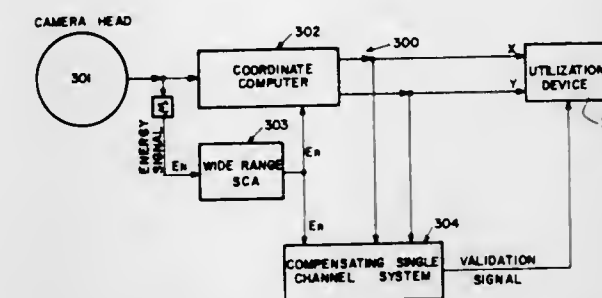 CAMERA HEAD
301
302
COORDINATE
COMPUTER
300
X
Y
UTILIZATION
DEVICE
ENERGY
SIGNAL
En
303
WIDE RANGE
SCA
En
En
304
COMPENSATING SINGLE
CHANNEL SYSTEM
VALIDATION
SIGNAL